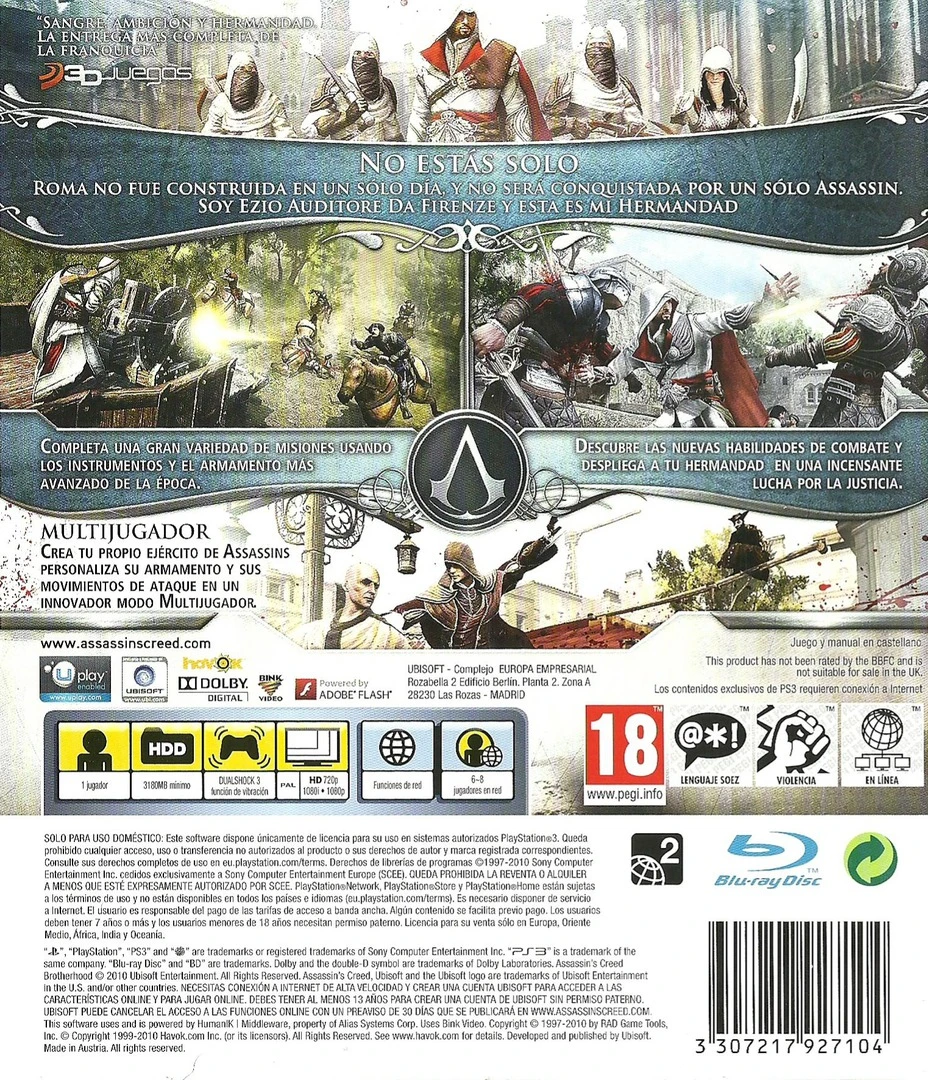 “SANGRE, AMBICIÓN Y HERMANDAD.
LA ENTREGA MÁS COMPLETA DE
LA FRANQUICIA”
3DJUEGOS
NO ESTÁS SOLO
ROMA NO FUE CONSTRUIDA EN UN SOLO DÍA, Y NO SERÁ CONQUISTADA POR UN SÓLO ASSASSIN.
SOY EZIO AUDITORE DA FIRENZE Y ESTA ES MI HERMANDAD
COMPLETA UNA GRAN VARIEDAD DE MISIONES USANDO
LOS INSTRUMENTOS Y EL ARMAMENTO MÁS
AVANZADO DE LA ÉPOCA.
DESCUBRE LAS NUEVAS HABILIDADES DE COMBATE Y
DESPLIEGA A TU HERMANDAD EN UNA INCENSANTE
LUCHA POR LA JUSTICIA.
MULTIJUGADOR
CREA TU PROPIO EJÉRCITO DE ASSASSINS
PERSONALIZA SU ARMAMENTO Y SUS
MOVIMIENTOS DE ATAQUE EN UN
INNOVADOR MODO MULTIJUGADOR.
www.assassinscreed.com
Uplay enabled
www.uplay.com
UBISOFT
havok
DOLBY
DIGITAL
BINK
VIDEO
Powered by
ADOBE® FLASH®
UBISOFT - Complejo EUROPA EMPRESARIAL
Rozabella 2 Edificio Berlín. Planta 2. Zona A
28230 Las Rozas - MADRID
Juego y manual en castellano
This product has not been rated by the BBFC and is
not suitable for sale in the UK.
Los contenidos exclusivos de PS3 requieren conexión a Internet
HDD
1 jugador
3180MB mínimo
DUALSHOCK 3
función de vibración
PAL
HD 720p
1080i • 1080p
Funciones de red
6–8
jugadores en red
18
www.pegi.info
@*!
LENGUAJE SOEZ
VIOLENCIA
EN LÍNEA
SOLO PARA USO DOMÉSTICO: Este software dispone únicamente de licencia para su uso en sistemas autorizados PlayStation®3. Queda
prohibido cualquier acceso, uso o transferencia no autorizados al producto o sus derechos de autor y marca registrada correspondientes.
Consulte sus derechos completos de uso en eu.playstation.com/terms. Derechos de librerías de programas ©1997-2010 Sony Computer
Entertainment Inc. cedidos exclusivamente a Sony Computer Entertainment Europe (SCEE). QUEDA PROHIBIDA LA REVENTA O ALQUILER
A MENOS QUE ESTÉ EXPRESAMENTE AUTORIZADO POR SCEE. PlayStation®Network, PlayStation®Store y PlayStation®Home están sujetas
a los términos de uso y no están disponibles en todos los países e idiomas (eu.playstation.com/terms). Es necesario disponer de servicio
a Internet. El usuario es responsable del pago de las tarifas de acceso a banda ancha. Algún contenido se facilita previo pago. Los usuarios
deben tener 7 años o más y los usuarios menores de 18 años necesitan permiso paterno. Licencia para su venta sólo en Europa, Oriente
Medio, África, India y Oceania.
2
Blu-ray Disc™
“ ”, “PlayStation”, “PS3” and “ ” are trademarks or registered trademarks of Sony Computer Entertainment Inc. “PS3” is a trademark of the
same company. “Blu-ray Disc” and “BD” are trademarks. Dolby and the double-D symbol are trademarks of Dolby Laboratories. Assassin's Creed
Brotherhood © 2010 Ubisoft Entertainment. All Rights Reserved. Assassin's Creed, Ubisoft and the Ubisoft logo are trademarks of Ubisoft Entertainment
in the U.S. and/or other countries. NECESITAS CONEXIÓN A INTERNET DE ALTA VELOCIDAD Y CREAR UNA CUENTA UBISOFT PARA ACCEDER A LAS
CARACTERÍSTICAS ONLINE Y PARA JUGAR ONLINE. DEBES TENER AL MENOS 13 AÑOS PARA CREAR UNA CUENTA DE UBISOFT SIN PERMISO PATERNO.
UBISOFT PUEDE CANCELAR EL ACCESO A LAS FUNCIONES ONLINE CON UN PREAVISO DE 30 DÍAS QUE SE PUBLICARÁ EN WWW.ASSASSINSCREED.COM.
This software uses and is powered by HumanIK | Middleware, property of Alias Systems Corp. Uses Bink Video. Copyright © 1997-2010 by RAD Game Tools,
Inc. © Copyright 1999-2010 Havok.com Inc. (or its licensors). All Rights Reserved. See www.havok.com for details. Developed and published by Ubisoft.
Made in Austria. All rights reserved.
3 307217 927104